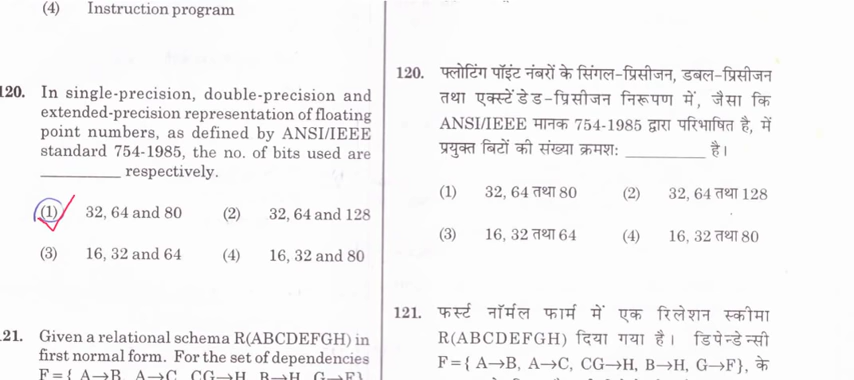 (4) Instruction program
120. In single-precision, double-precision and
extended-precision representation of floating
point numbers, as defined by ANSI/IEEE
standard 754-1985, the no. of bits used are
__________ respectively.
(1) 32, 64 and 80 (2) 32, 64 and 128
(3) 16, 32 and 64 (4) 16, 32 and 80
21. Given a relational schema R(ABCDEFGH) in
first normal form. For the set of dependencies
F={ A→B, A→C, CG→H, B→H, G→F},
120. फ्लोटिंग पॉइंट नंबरों के सिंगल-प्रिसीजन, डबल-प्रिसीजन
तथा एक्स्टेंडेड-प्रिसीजन निरूपण में, जैसा कि
ANSI/IEEE मानक 754-1985 द्वारा परिभाषित है, में
प्रयुक्त बिटों की संख्या क्रमशः __________ है।
(1) 32, 64 तथा 80 (2) 32, 64 तथा 128
(3) 16, 32 तथा 64 (4) 16, 32 तथा 80
121. फर्स्ट नॉर्मल फार्म में एक रिलेशन स्कीमा
R(ABCDEFGH) दिया गया है। डिपेन्डेन्सी
F={ A→B, A→C, CG→H, B→H, G→F}, के